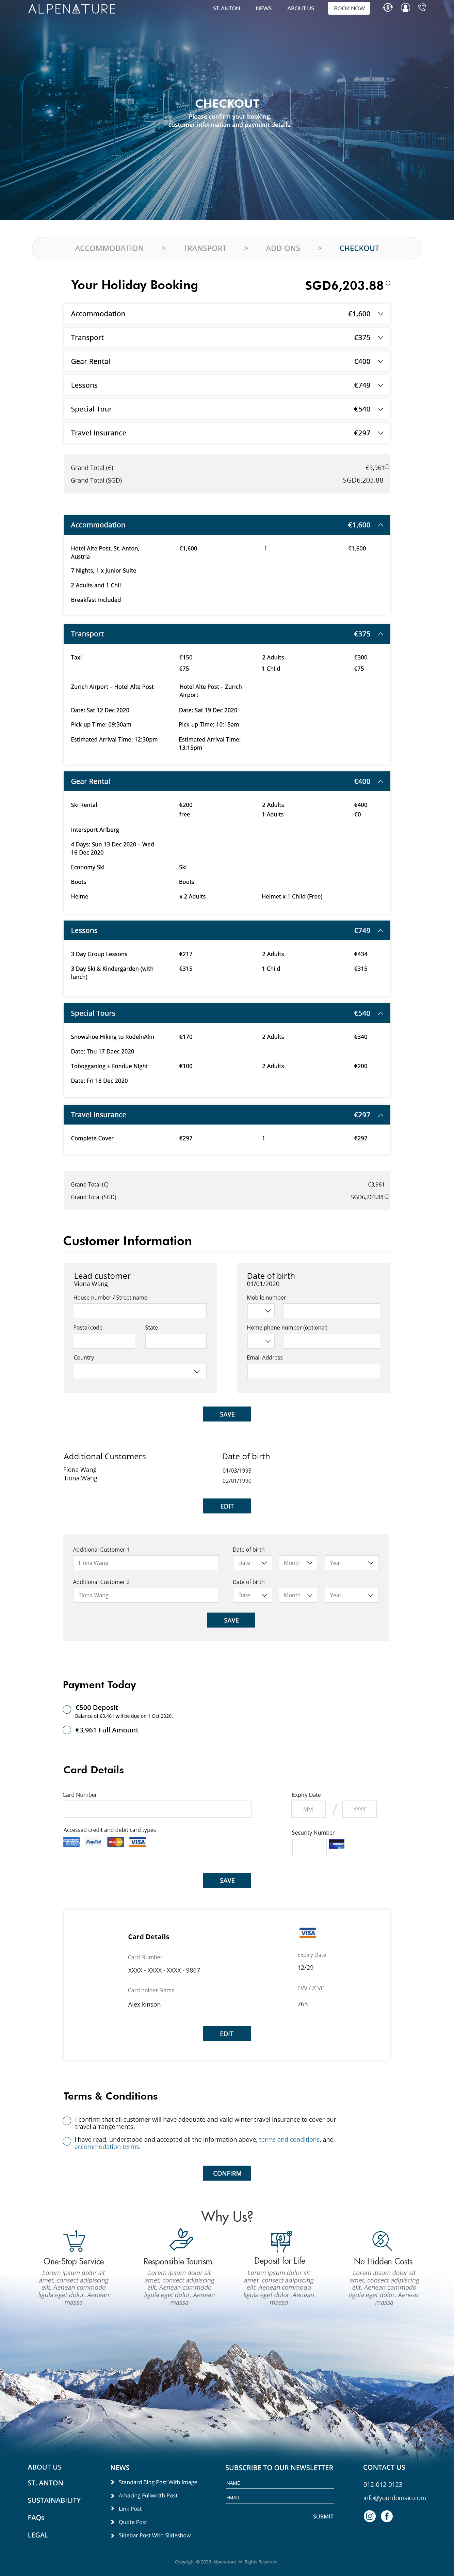 ALPENATURE
ST. ANTON NEWS ABOUT US BOOK NOW
CHECKOUT
Please confirm your booking,
customer information and payment details.
ACCOMMODATION > TRANSPORT > ADD-ONS > CHECKOUT
Your Holiday Booking SGD6,203.88
Accommodation €1,600
Transport €375
Gear Rental €400
Lessons €749
Special Tour €540
Travel Insurance €297
Grand Total (€) €3,961
Grand Total (SGD) SGD6,203.88
Accommodation €1,600
Hotel Alte Post, St. Anton, €1,600 1 €1,600
Austria
7 Nights, 1 x Junior Suite
2 Adults and 1 Chil
Breakfast Included
Transport €375
Taxi €150 2 Adults €300
€75 1 Child €75
Zurich Airport – Hotel Alte Post Hotel Alte Post – Zurich
Airport
Date: Sat 12 Dec 2020 Date: Sat 19 Dec 2020
Pick-up Time: 09:30am Pick-up Time: 10:15am
Estimated Arrival Time: 12:30pm Estimated Arrival Time:
13:15pm
Gear Rental €400
Ski Rental €200 2 Adults €400
free 1 Adults €0
Intersport Arlberg
4 Days: Sun 13 Dec 2020 – Wed
16 Dec 2020
Economy Ski Ski
Boots Boots
Helme x 2 Adults Helmet x 1 Child (Free)
Lessons €749
3 Day Group Lessons €217 2 Adults €434
3 Day Ski & Kindergarden (with €315 1 Child €315
lunch)
Special Tours €540
Snowshoe Hiking to Rodelnalm €170 2 Adults €340
Date: Thu 17 Daec 2020
Tobogganing + Fondue Night €100 2 Adults €200
Date: Fri 18 Dec 2020
Travel Insurance €297
Complete Cover €297 1 €297
Grand Total (€) €3,961
Grand Total (SGD) SGD6,203.88
Customer Information
Lead customer Date of birth
Viona Wang 01/01/2020
House number / Street name Mobile number
Postal code State Home phone number (optional)
Country Email Address
SAVE
Additional Customers Date of birth
Fiona Wang 01/03/1995
Tiona Wang 02/01/1990
EDIT
Additional Customer 1 Date of birth
Fiona Wang Date Month Year
Additional Customer 2 Date of birth
Tiona Wang Date Month Year
SAVE
Payment Today
€500 Deposit
Balance of €3,461 will be due on 1 Oct 2020.
€3,961 Full Amount
Card Details
Card Number Expiry Date
MM / YYYY
Accessed credit and debit card types Security Number
PayPal MasterCard VISA
SAVE
Card Details VISA
Card Number Expiry Date
XXXX - XXXX - XXXX - 9867 12/29
Card holder Name CVV / /CVC
Alex kinson 765
EDIT
Terms & Conditions
I confirm that all customer will have adequate and valid winter travel insurance to cover our
travel arrangements.
I have read, understood and accepted all the information above, terms and conditions, and
accommodation terms.
CONFIRM
Why Us?
One-Stop Service Responsible Tourism Deposit for Life No Hidden Costs
Lorem ipsum dolor sit Lorem ipsum dolor sit Lorem ipsum dolor sit Lorem ipsum dolor sit
amet, consect adipiscing amet, consect adipiscing amet, consect adipiscing amet, consect adipiscing
elit. Aenean commodo elit. Aenean commodo elit. Aenean commodo elit. Aenean commodo
ligula eget dolor. Aenean ligula eget dolor. Aenean ligula eget dolor. Aenean ligula eget dolor. Aenean
massa massa massa massa
ABOUT US NEWS SUBSCRIBE TO OUR NEWSLETTER CONTACT US
ST. ANTON Standard Blog Post With Image NAME 012-012-0123
SUSTAINABILITY Amazing Fullwidth Post EMAIL info@yourdomain.com
FAQs Link Post SUBMIT
LEGAL Quote Post
Sidebar Post With Slideshow
Copyright © 2020 Alpenature All Rights Reserved